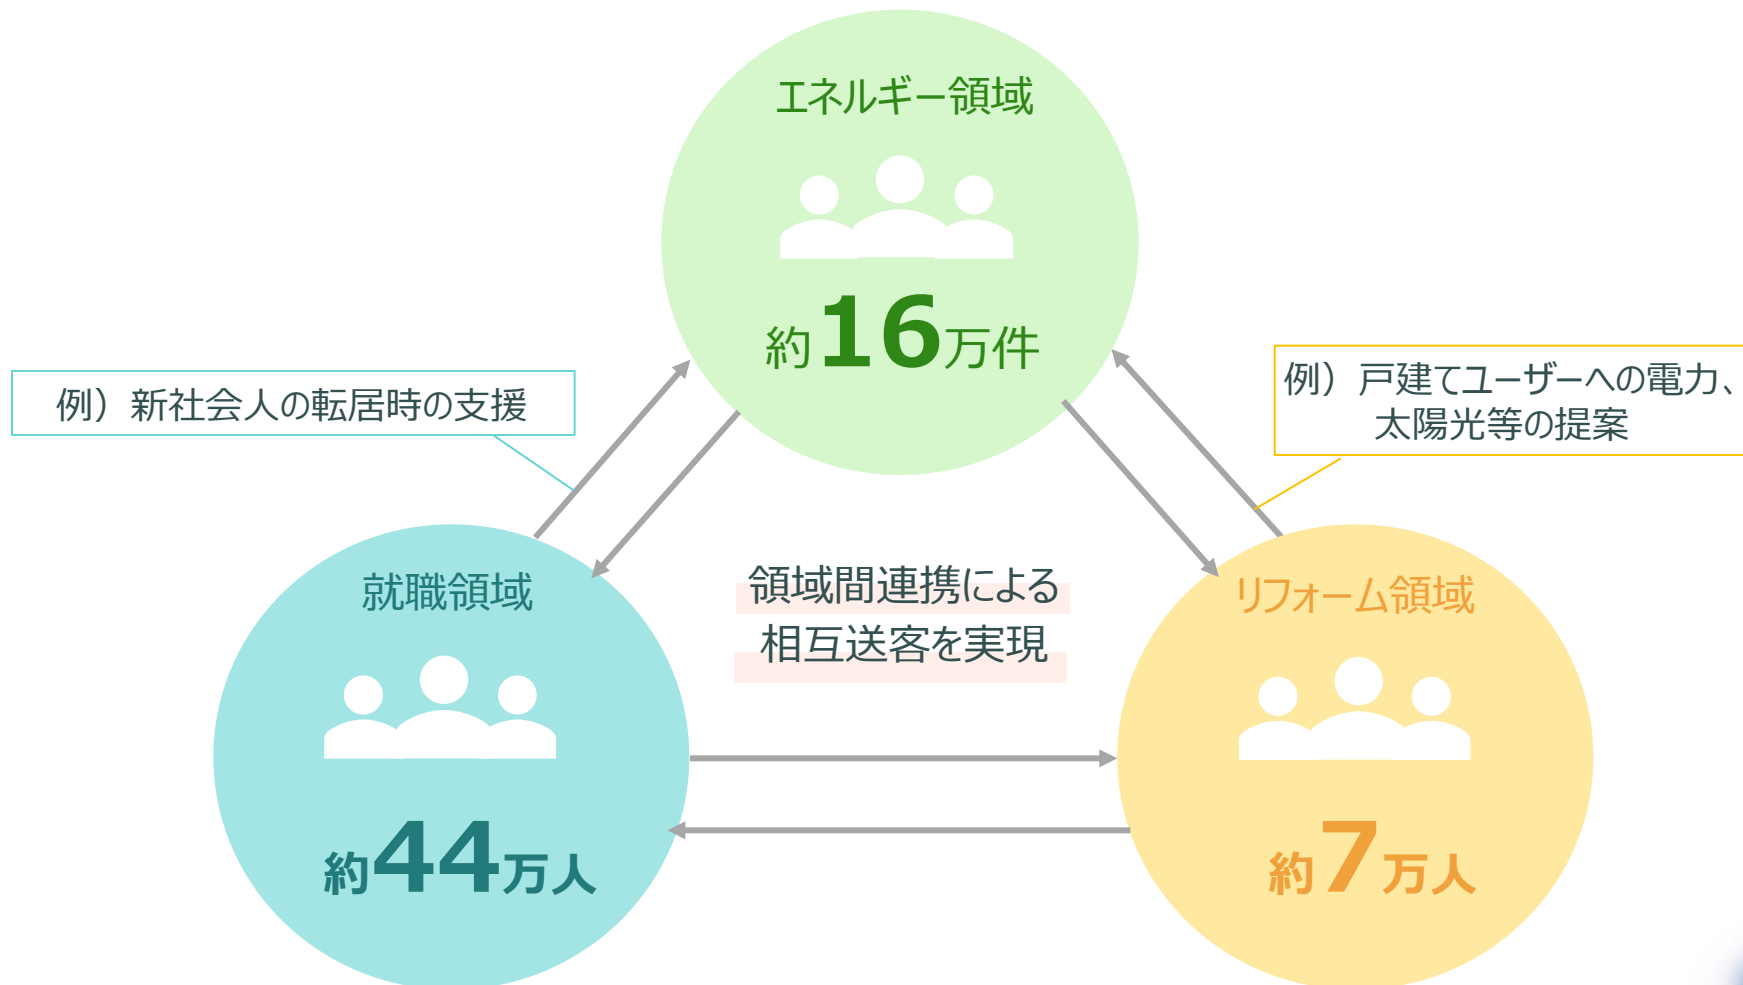 エネルギー領域
約16万件
例）新社会人の転居時の支援
例）戸建てユーザーへの電力、
太陽光等の提案
領域間連携による
相互送客を実現
就職領域
約44万人
リフォーム領域
約7万人